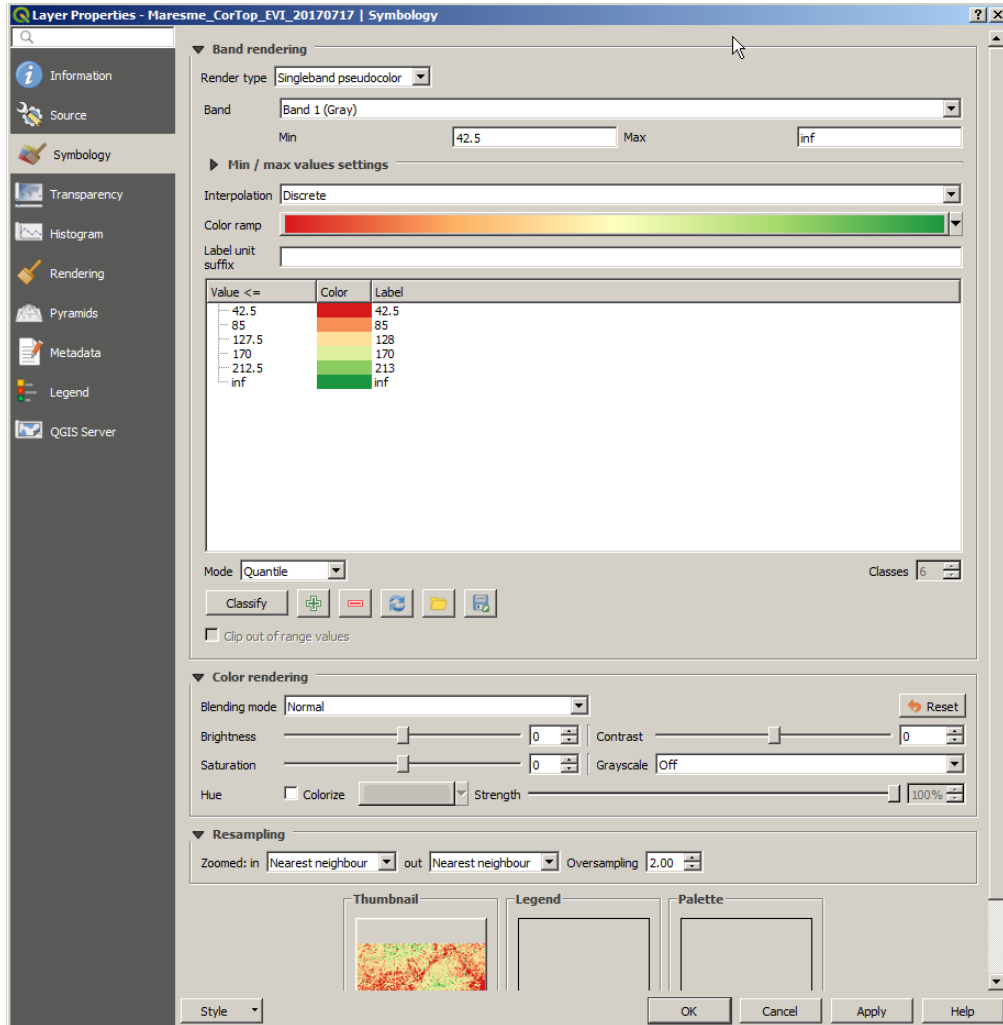 Layer Properties - Maresme_CorTop_EVI_20170717 | Symbology
Information
Source
Symbology
Transparency
Histogram
Rendering
Pyramids
Metadata
Legend
QGIS Server
Band rendering
Render type Singleband pseudocolor
Band Band 1 (Gray)
Min 42.5 Max inf
Min / max values settings
Interpolation Discrete
Color ramp
Label unit
suffix
Value <= Color Label
42.5 42.5
85 85
127.5 128
170 170
212.5 213
inf inf
Mode Quantile Classes 6
Classify
Clip out of range values
Color rendering
Blending mode Normal Reset
Brightness 0 Contrast 0
Saturation 0 Grayscale Off
Hue Colorize Strength 100%
Resampling
Zoomed: in Nearest neighbour out Nearest neighbour Oversampling 2.00
Thumbnail Legend Palette
Style OK Cancel Apply Help